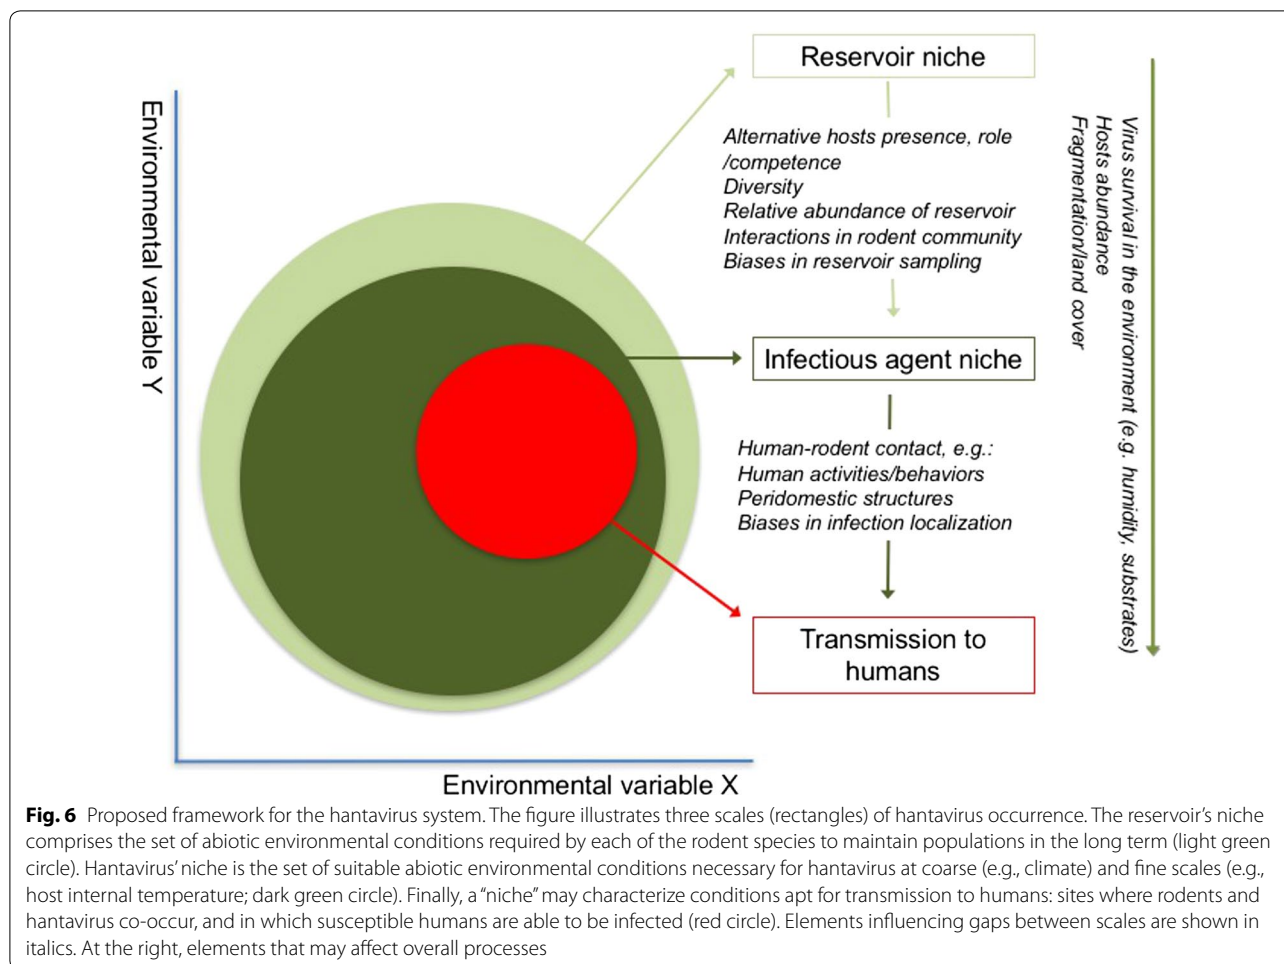 Environmental variable Y
Environmental variable X
Reservoir niche
Alternative hosts presence, role
/competence
Diversity
Relative abundance of reservoir
Interactions in rodent community
Biases in reservoir sampling
Infectious agent niche
Human-rodent contact, e.g.:
Human activities/behaviors
Peridomestic structures
Biases in infection localization
Transmission to
humans
Virus survival in the environment (e.g. humidity, substrates)
Hosts abundance
Fragmentation/land cover
Fig. 6 Proposed framework for the hantavirus system. The figure illustrates three scales (rectangles) of hantavirus occurrence. The reservoir’s niche
comprises the set of abiotic environmental conditions required by each of the rodent species to maintain populations in the long term (light green
circle). Hantavirus’ niche is the set of suitable abiotic environmental conditions necessary for hantavirus at coarse (e.g., climate) and fine scales (e.g.,
host internal temperature; dark green circle). Finally, a “niche” may characterize conditions apt for transmission to humans: sites where rodents and
hantavirus co-occur, and in which susceptible humans are able to be infected (red circle). Elements influencing gaps between scales are shown in
italics. At the right, elements that may affect overall processes